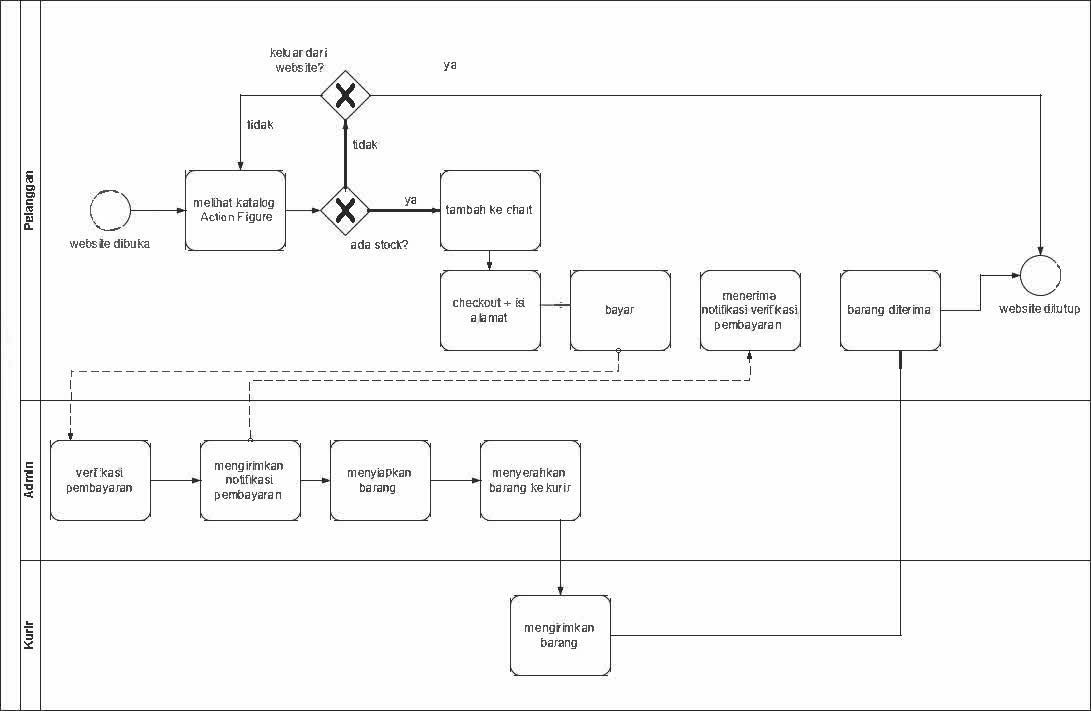 Pelanggan
keluar dari
website?
ya
tidak
tidak
melihat katalog
Action Figure
ya
tambah ke chart
website dibuka
ada stock?
checkout + isi
alamat
bayar
menerima
notifikasi verifikasi
pembayaran
barang diterima
website ditutup
Admin
verifikasi
pembayaran
mengirimkan
notifikasi
pembayaran
menyiapkan
barang
menyerahkan
barang ke kurir
Kurir
mengirimkan
barang